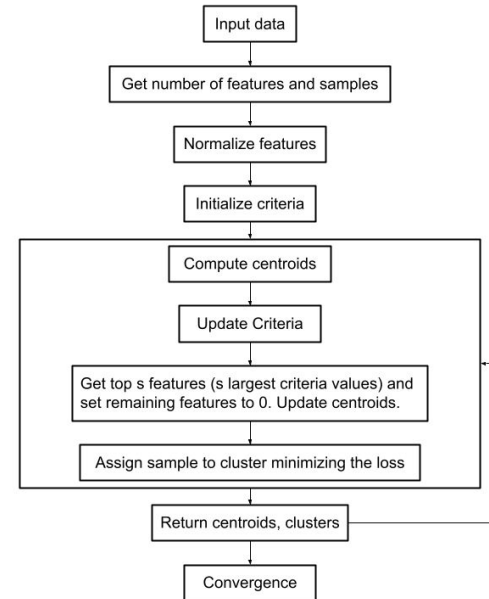 Input data
Get number of features and samples
Normalize features
Initialize criteria
Compute centroids
Update Criteria
Get top s features (s largest criteria values) and
set remaining features to 0. Update centroids.
Assign sample to cluster minimizing the loss
Return centroids, clusters
Convergence